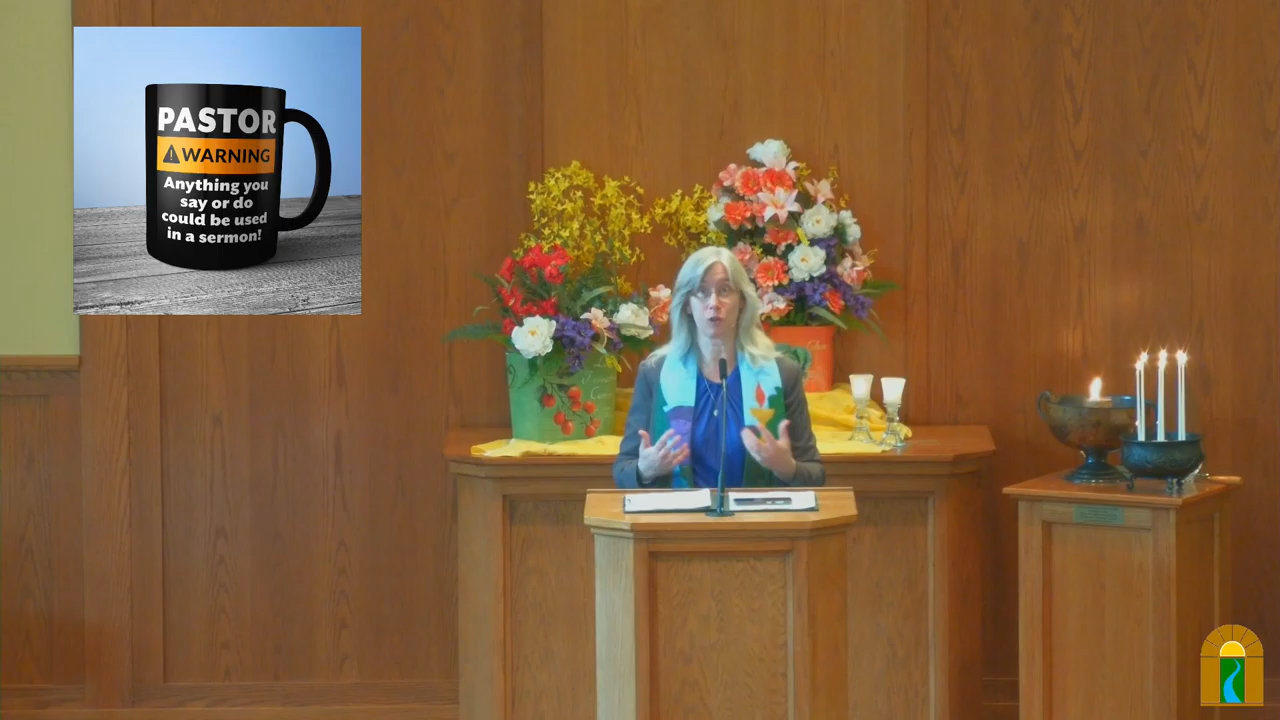 PASTOR
WARNING
Anything you
say or do
could be used
in a sermon!